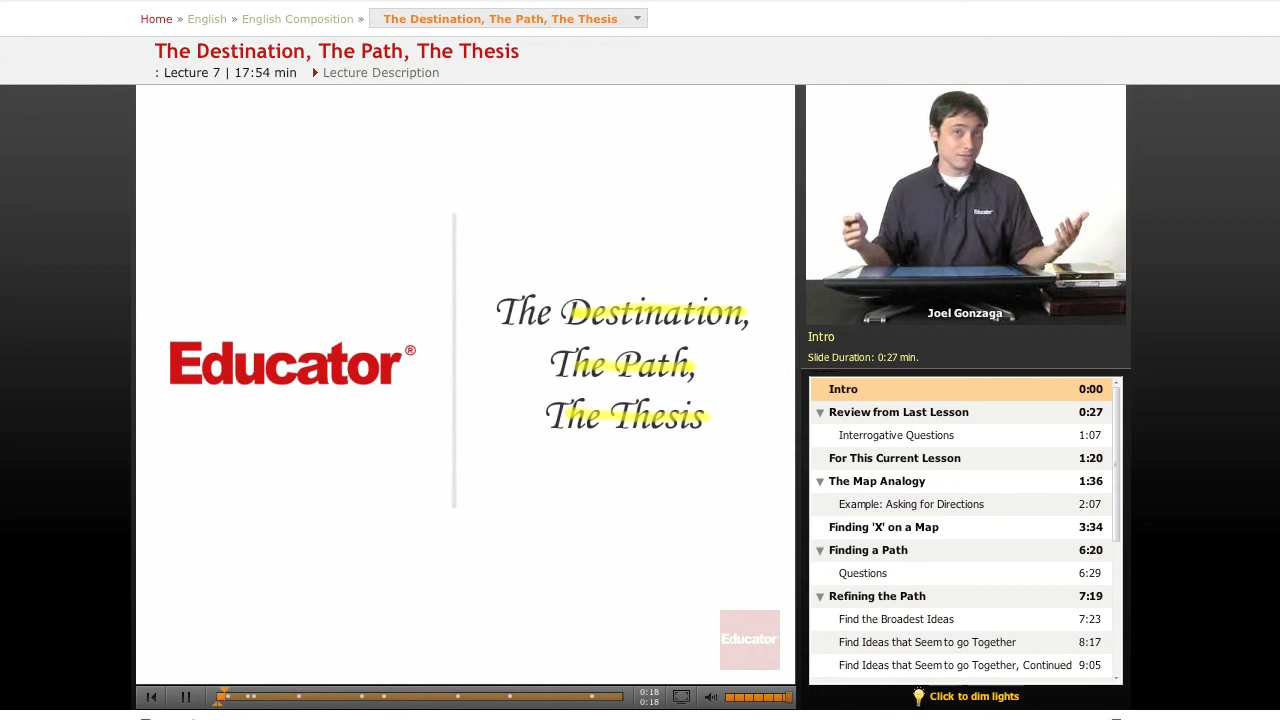 Home » English » English Composition » The Destination, The Path, The Thesis
The Destination, The Path, The Thesis
: Lecture 7 | 17:54 min Lecture Description
Educator®
The Destination,
The Path,
The Thesis
Educator
Educator
Joel Gonzaga
Intro
Slide Duration: 0:27 min.
Intro 0:00
Review from Last Lesson 0:27
Interrogative Questions 1:07
For This Current Lesson 1:20
The Map Analogy 1:36
Example: Asking for Directions 2:07
Finding 'X' on a Map 3:34
Finding a Path 6:20
Questions 6:29
Refining the Path 7:19
Find the Broadest Ideas 7:23
Find Ideas that Seem to go Together 8:17
Find Ideas that Seem to go Together, Continued 9:05
0:18
0:18
Click to dim lights